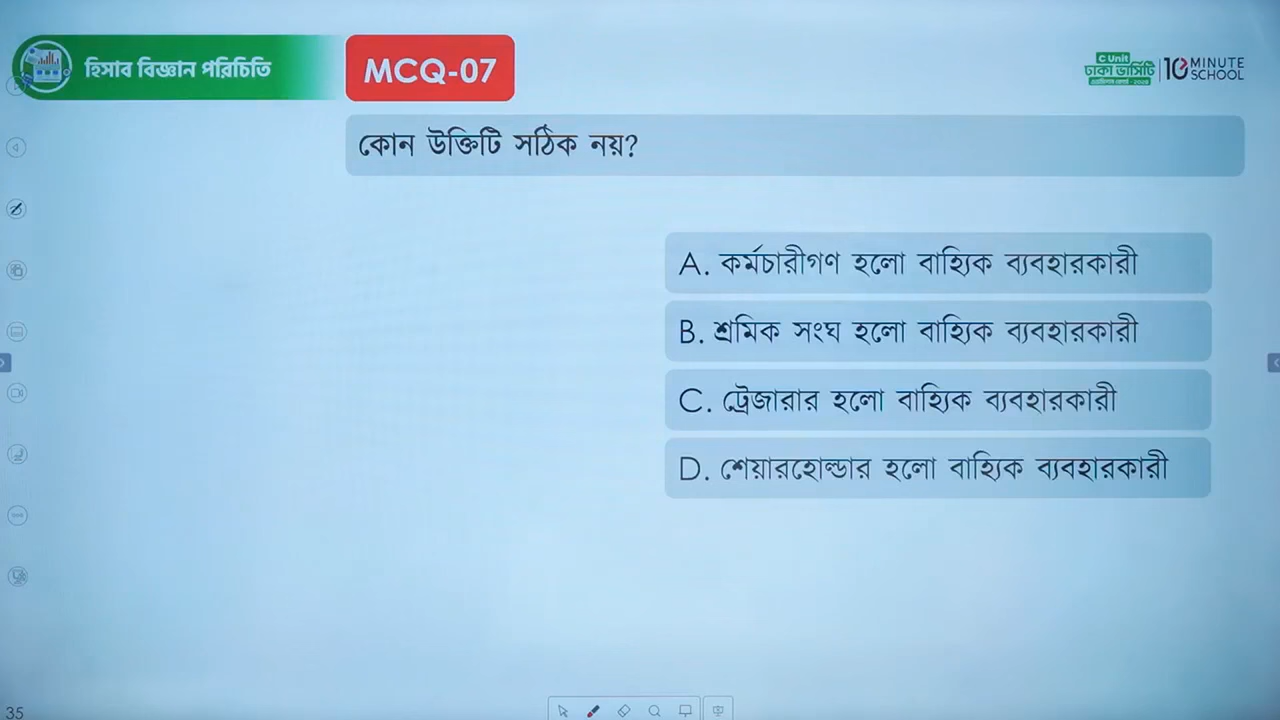 হিসাব বিজ্ঞান পরিচিতি
MCQ-07
C Unit
ঢাকা ভার্সিটি
10 MINUTE SCHOOL
কোন উক্তিটি সঠিক নয়?
A. কর্মচারীগণ হলো বাহ্যিক ব্যবহারকারী
B. শ্রমিক সংঘ হলো বাহ্যিক ব্যবহারকারী
C. ট্রেজারার হলো বাহ্যিক ব্যবহারকারী
D. শেয়ারহোল্ডার হলো বাহ্যিক ব্যবহারকারী
35